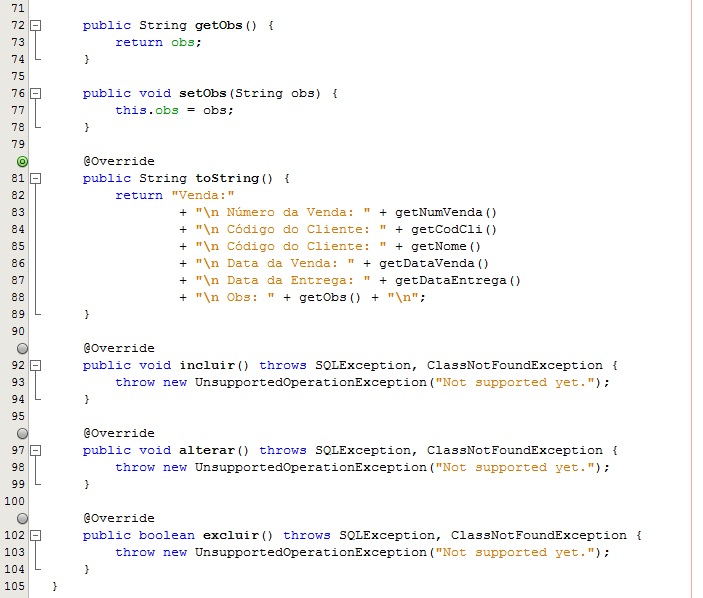 71
72 public String getObs() {
73 return obs;
74 }
75
76 public void setObs(String obs) {
77 this.obs = obs;
78 }
79
@Override
81 public String toString() {
82 return "Venda:"
83 + "\n Número da Venda: " + getNumVenda()
84 + "\n Código do Cliente: " + getCodCli()
85 + "\n Código do Cliente: " + getNome()
86 + "\n Data da Venda: " + getDataVenda()
87 + "\n Data da Entrega: " + getDataEntrega()
88 + "\n Obs: " + getObs() + "\n";
89 }
90
@Override
92 public void incluir() throws SQLException, ClassNotFoundException {
93 throw new UnsupportedOperationException("Not supported yet.");
94 }
95
@Override
97 public void alterar() throws SQLException, ClassNotFoundException {
98 throw new UnsupportedOperationException("Not supported yet.");
99 }
100
@Override
102 public boolean excluir() throws SQLException, ClassNotFoundException {
103 throw new UnsupportedOperationException("Not supported yet.");
104 }
105 }